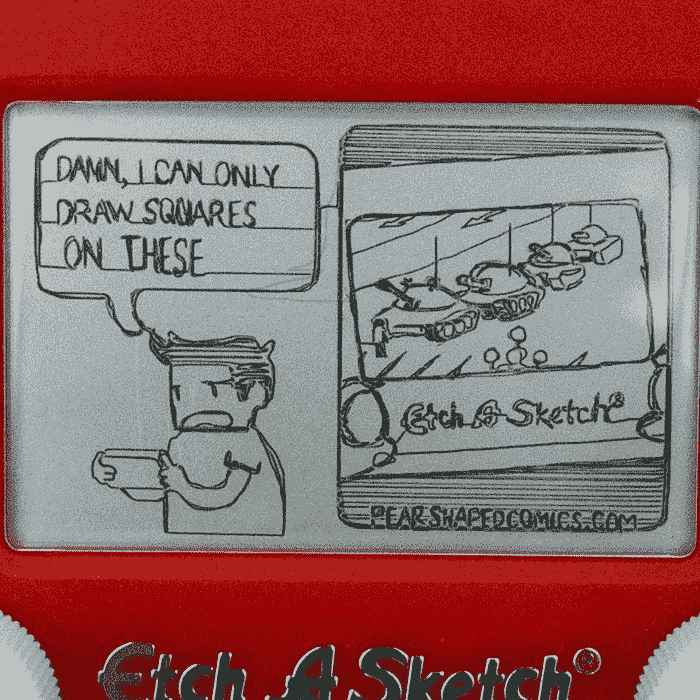 DAMN, I CAN ONLY
DRAW SQUARES
ON THESE
Etch A Sketch®
PEARSHAPEDCOMICS.COM
Etch A Sketch®